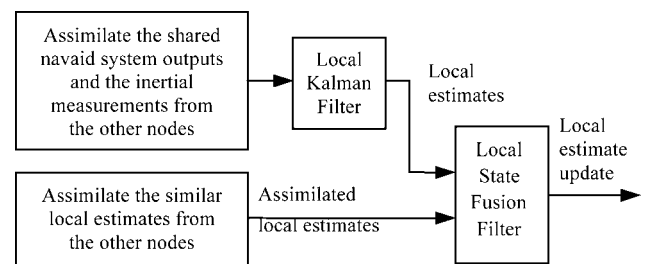 Assimilate the shared
navaid system outputs
and the inertial
measurements from
the other nodes
Local
Kalman
Filter
Local
estimates
Assimilate the similar
local estimates from
the other nodes
Assimilated
local estimates
Local
State
Fusion
Filter
Local
estimate
update